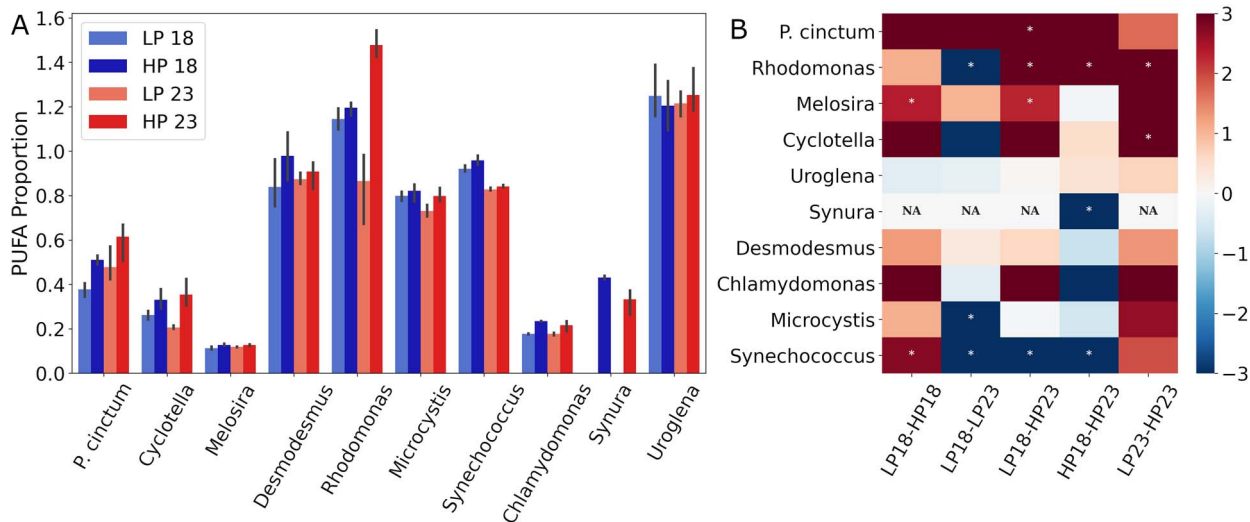 A
PUFA Proportion
1.6
1.4
1.2
1.0
0.8
0.6
0.4
0.2
0.0
LP 18
HP 18
LP 23
HP 23
P. cinctum
Cyclotella
Melosira
Desmodesmus
Rhodomonas
Microcystis
Synechococcus
Chlamydomonas
Synura
Uroglena
B
P. cinctum *
Rhodomonas * * * *
Melosira * *
Cyclotella *
Uroglena
Synura NA NA NA * NA
Desmodesmus
Chlamydomonas
Microcystis *
Synechococcus * * * *
LP18-HP18
LP18-LP23
LP18-HP23
HP18-HP23
LP23-HP23
3
2
1
0
−1
−2
−3